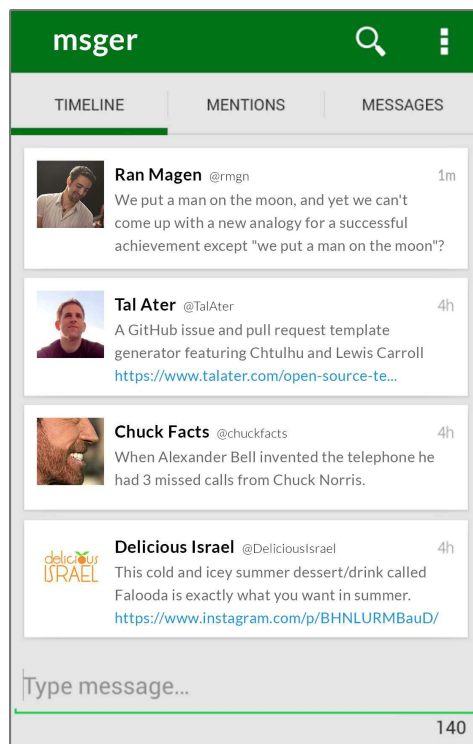 msger
TIMELINE MENTIONS MESSAGES
Ran Magen @rmgn 1m
We put a man on the moon, and yet we can't
come up with a new analogy for a successful
achievement except "we put a man on the moon"?
Tal Ater @TalAter 4h
A GitHub issue and pull request template
generator featuring Chtulhu and Lewis Carroll
https://www.talater.com/open-source-te...
Chuck Facts @chuckfacts 4h
When Alexander Bell invented the telephone he
had 3 missed calls from Chuck Norris.
delicious
ISRAEL
Delicious Israel @DeliciousIsrael 4h
This cold and icey summer dessert/drink called
Falooda is exactly what you want in summer.
https://www.instagram.com/p/BHNLURMBauD/
Type message...
140